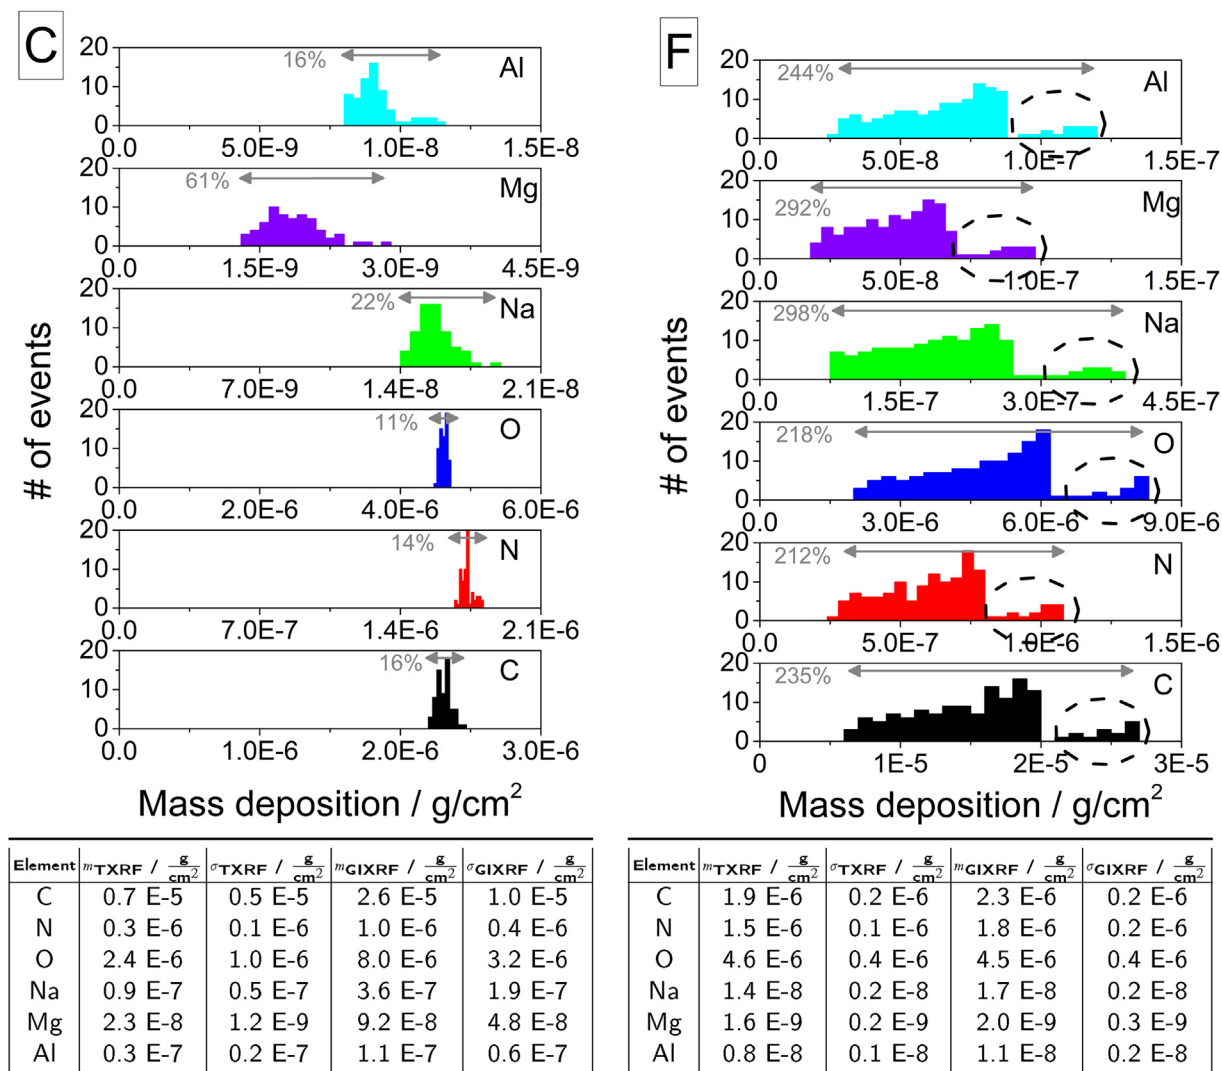 C
# of events
20
10
0
16%
Al
0.0 5.0E-9 1.0E-8 1.5E-8
20
10
0
61%
Mg
0.0 1.5E-9 3.0E-9 4.5E-9
20
10
0
22%
Na
0.0 7.0E-9 1.4E-8 2.1E-8
20
10
0
11%
O
0.0 2.0E-6 4.0E-6 6.0E-6
20
10
0
14%
N
0.0 7.0E-7 1.4E-6 2.1E-6
20
10
0
16%
C
0.0 1.0E-6 2.0E-6 3.0E-6
Mass deposition / g/cm²
F
# of events
20
10
0
244%
Al
0.0 5.0E-8 1.0E-7 1.5E-7
20
10
0
292%
Mg
0.0 5.0E-8 1.0E-7 1.5E-7
20
10
0
298%
Na
0.0 1.5E-7 3.0E-7 4.5E-7
20
10
0
218%
O
0.0 3.0E-6 6.0E-6 9.0E-6
20
10
0
212%
N
0.0 5.0E-7 1.0E-6 1.5E-6
20
10
0
235%
C
0 1E-5 2E-5 3E-5
Mass deposition / g/cm²
Element mTXRF / g/cm² σTXRF / g/cm² mGIXRF / g/cm² σGIXRF / g/cm²
C 0.7 E-5 0.5 E-5 2.6 E-5 1.0 E-5
N 0.3 E-6 0.1 E-6 1.0 E-6 0.4 E-6
O 2.4 E-6 1.0 E-6 8.0 E-6 3.2 E-6
Na 0.9 E-7 0.5 E-7 3.6 E-7 1.9 E-7
Mg 2.3 E-8 1.2 E-9 9.2 E-8 4.8 E-8
Al 0.3 E-7 0.2 E-7 1.1 E-7 0.6 E-7
Element mTXRF / g/cm² σTXRF / g/cm² mGIXRF / g/cm² σGIXRF / g/cm²
C 1.9 E-6 0.2 E-6 2.3 E-6 0.2 E-6
N 1.5 E-6 0.1 E-6 1.8 E-6 0.2 E-6
O 4.6 E-6 0.4 E-6 4.5 E-6 0.4 E-6
Na 1.4 E-8 0.2 E-8 1.7 E-8 0.2 E-8
Mg 1.6 E-9 0.2 E-9 2.0 E-9 0.3 E-9
Al 0.8 E-8 0.1 E-8 1.1 E-8 0.2 E-8